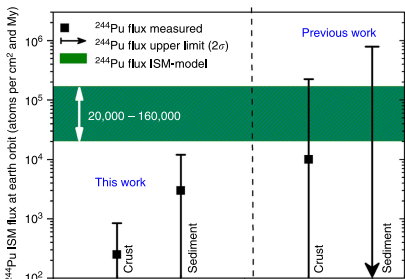 ²⁴⁴Pu ISM flux at earth orbit (atoms per cm² and My)
10⁶
10⁵
10⁴
10³
10²
²⁴⁴Pu flux measured
²⁴⁴Pu flux upper limit (2σ)
²⁴⁴Pu flux ISM-model
Previous work
20,000 – 160,000
This work
Crust
Sediment
Crust
Sediment